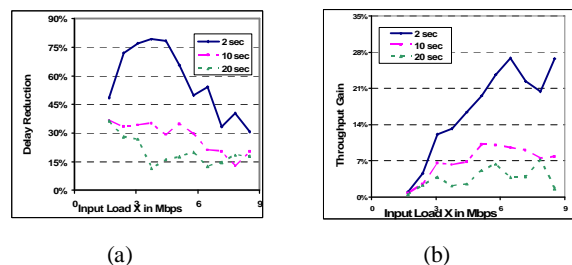 Delay Reduction
90%
75%
60%
45%
30%
15%
0%
2 sec
10 sec
20 sec
0 3 6 9
Input Load X in Mbps
(a)
Throughput Gain
35%
28%
21%
14%
7%
0%
2 sec
10 sec
20 sec
0 3 6 9
Input Load X in Mbps
(b)